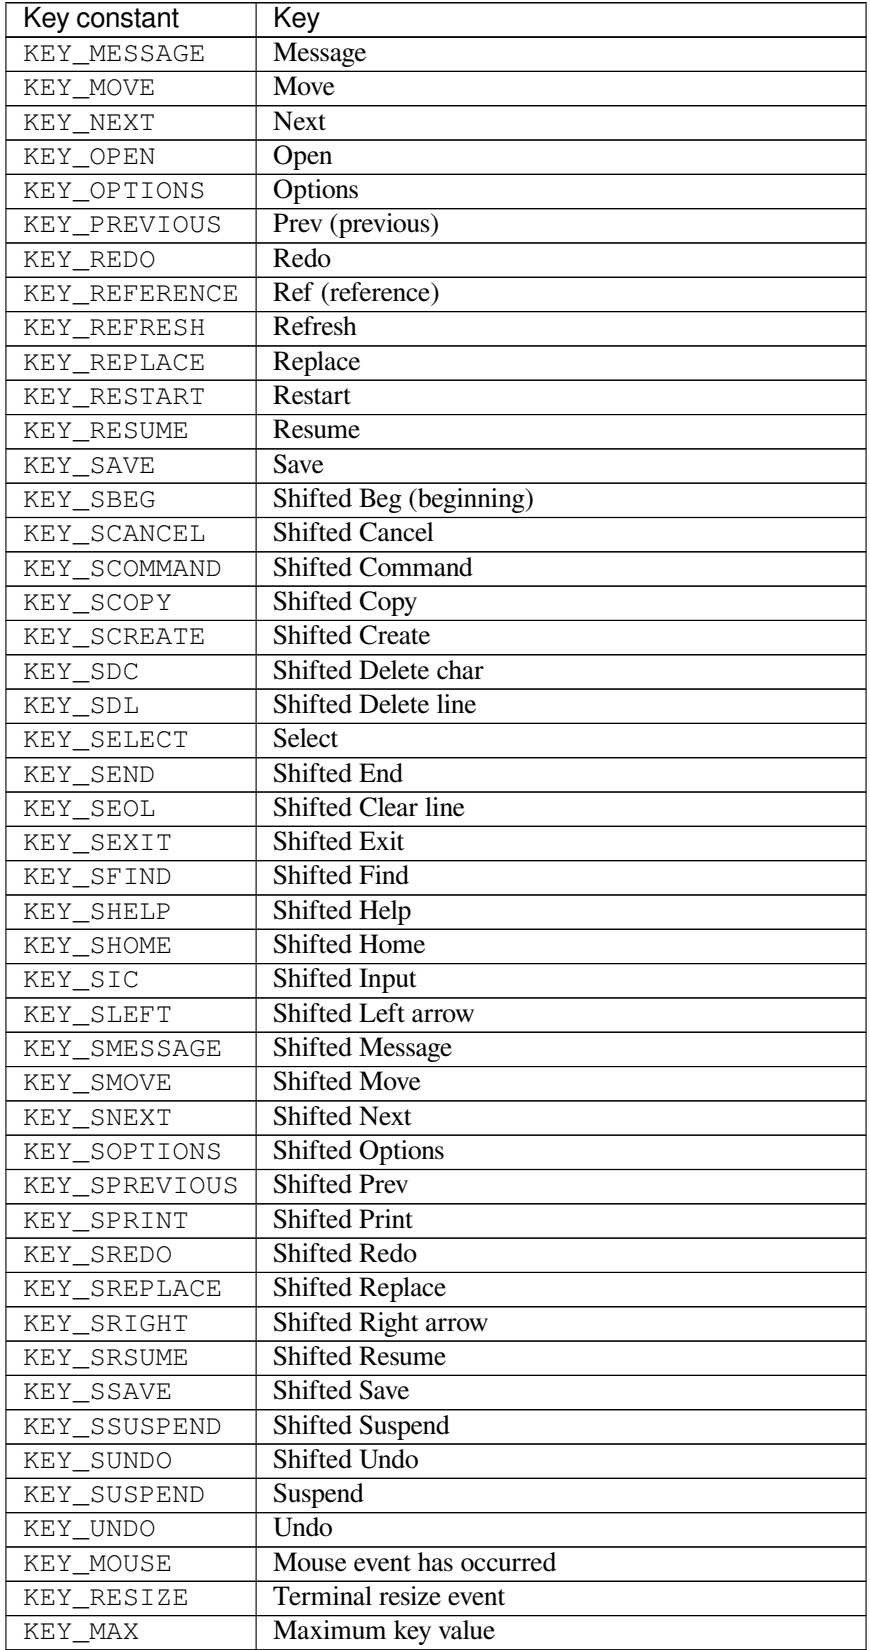 Key constant Key
KEY_MESSAGE Message
KEY_MOVE Move
KEY_NEXT Next
KEY_OPEN Open
KEY_OPTIONS Options
KEY_PREVIOUS Prev (previous)
KEY_REDO Redo
KEY_REFERENCE Ref (reference)
KEY_REFRESH Refresh
KEY_REPLACE Replace
KEY_RESTART Restart
KEY_RESUME Resume
KEY_SAVE Save
KEY_SBEG Shifted Beg (beginning)
KEY_SCANCEL Shifted Cancel
KEY_SCOMMAND Shifted Command
KEY_SCOPY Shifted Copy
KEY_SCREATE Shifted Create
KEY_SDC Shifted Delete char
KEY_SDL Shifted Delete line
KEY_SELECT Select
KEY_SEND Shifted End
KEY_SEOL Shifted Clear line
KEY_SEXIT Shifted Exit
KEY_SFIND Shifted Find
KEY_SHELP Shifted Help
KEY_SHOME Shifted Home
KEY_SIC Shifted Input
KEY_SLEFT Shifted Left arrow
KEY_SMESSAGE Shifted Message
KEY_SMOVE Shifted Move
KEY_SNEXT Shifted Next
KEY_SOPTIONS Shifted Options
KEY_SPREVIOUS Shifted Prev
KEY_SPRINT Shifted Print
KEY_SREDO Shifted Redo
KEY_SREPLACE Shifted Replace
KEY_SRIGHT Shifted Right arrow
KEY_SRSUME Shifted Resume
KEY_SSAVE Shifted Save
KEY_SSUSPEND Shifted Suspend
KEY_SUNDO Shifted Undo
KEY_SUSPEND Suspend
KEY_UNDO Undo
KEY_MOUSE Mouse event has occurred
KEY_RESIZE Terminal resize event
KEY_MAX Maximum key value